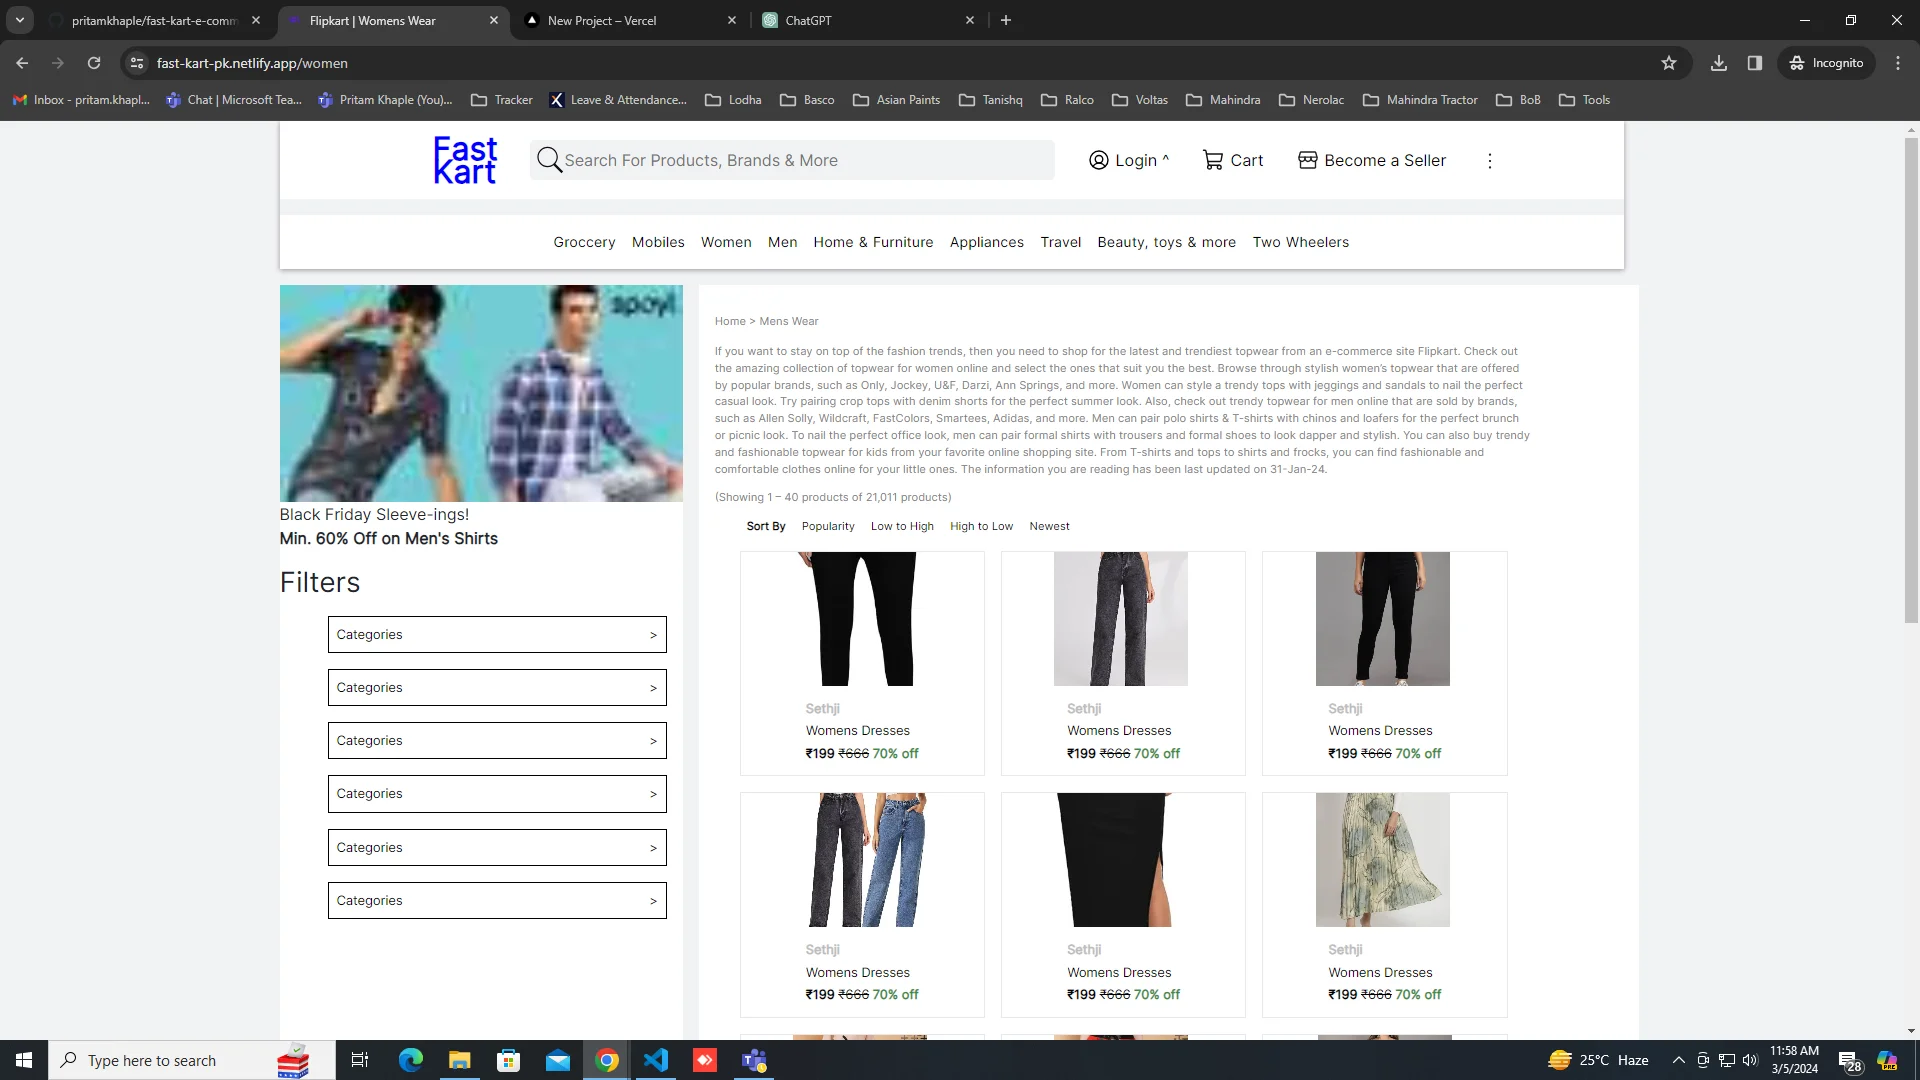 pritamkhaple/fast-kart-e-comm
Flipkart | Womens Wear
New Project – Vercel
ChatGPT
fast-kart-pk.netlify.app/women
Incognito
Inbox - pritam.khapl...
Chat | Microsoft Tea...
Pritam Khaple (You)...
Tracker
Leave & Attendance...
Lodha
Basco
Asian Paints
Tanishq
Ralco
Voltas
Mahindra
Nerolac
Mahindra Tractor
BoB
Tools
Fast
Kart
Search For Products, Brands & More
Login ^
Cart
Become a Seller
Groccery Mobiles Women Men Home & Furniture Appliances Travel Beauty, toys & more Two Wheelers
spoyl
Black Friday Sleeve-ings!
Min. 60% Off on Men's Shirts
Filters
Categories >
Categories >
Categories >
Categories >
Categories >
Categories >
Home > Mens Wear
If you want to stay on top of the fashion trends, then you need to shop for the latest and trendiest topwear from an e-commerce site Flipkart. Check out
the amazing collection of topwear for women online and select the ones that suit you the best. Browse through stylish women's topwear that are offered
by popular brands, such as Only, Jockey, U&F, Darzi, Ann Springs, and more. Women can style a trendy tops with jeggings and sandals to nail the perfect
casual look. Try pairing crop tops with denim shorts for the perfect summer look. Also, check out trendy topwear for men online that are sold by brands,
such as Allen Solly, Wildcraft, FastColors, Smartees, Adidas, and more. Men can pair polo shirts & T-shirts with chinos and loafers for the perfect brunch
or picnic look. To nail the perfect office look, men can pair formal shirts with trousers and formal shoes to look dapper and stylish. You can also buy trendy
and fashionable topwear for kids from your favorite online shopping site. From T-shirts and tops to shirts and frocks, you can find fashionable and
comfortable clothes online for your little ones. The information you are reading has been last updated on 31-Jan-24.
(Showing 1 – 40 products of 21,011 products)
Sort By Popularity Low to High High to Low Newest
Sethji
Womens Dresses
₹199 ₹666 70% off
Sethji
Womens Dresses
₹199 ₹666 70% off
Sethji
Womens Dresses
₹199 ₹666 70% off
Sethji
Womens Dresses
₹199 ₹666 70% off
Sethji
Womens Dresses
₹199 ₹666 70% off
Sethji
Womens Dresses
₹199 ₹666 70% off
Type here to search
25°C Haze
11:58 AM
3/5/2024
28
PRE